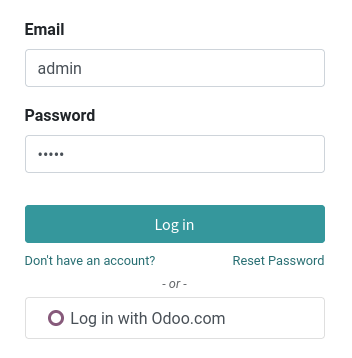 Email
admin
Password
•••••
Log in
Don't have an account? Reset Password
- or -
Log in with Odoo.com